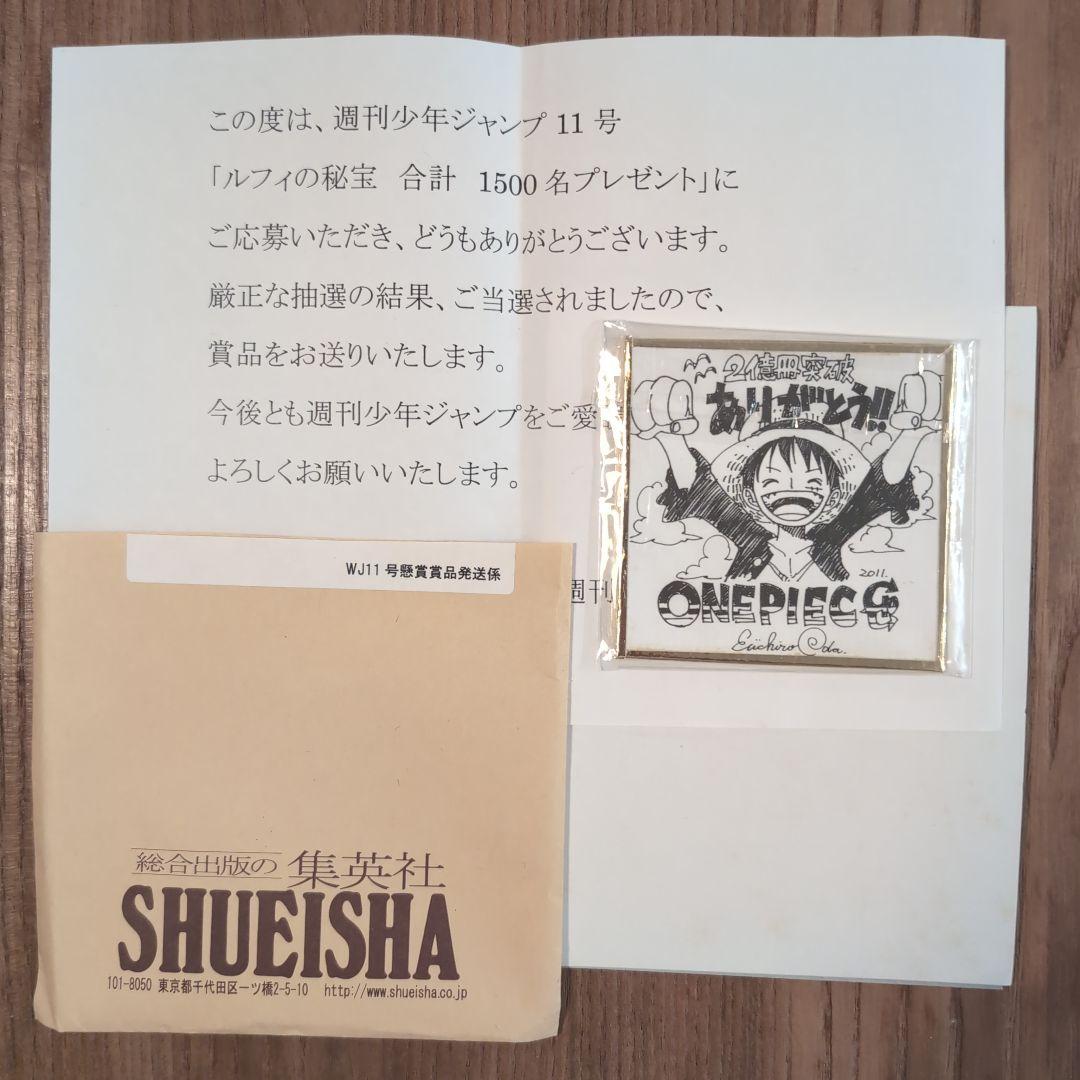 この度は、週刊少年ジャンプ 11 号
「ルフィの秘宝　合計　1500 名プレゼント」に
ご応募いただき、どうもありがとうございます。
厳正な抽選の結果、ご当選されましたので、
賞品をお送りいたします。
今後とも週刊少年ジャンプをご愛
よろしくお願いいたします。
週刊
2億冊突破
ありがとう!!
2011.
ONE PIECE
Eiichiro Oda.
WJ11 号懸賞賞品発送係
総合出版の 集英社
SHUEISHA
101-8050 東京都千代田区一ツ橋2-5-10 http://www.shueisha.co.jp